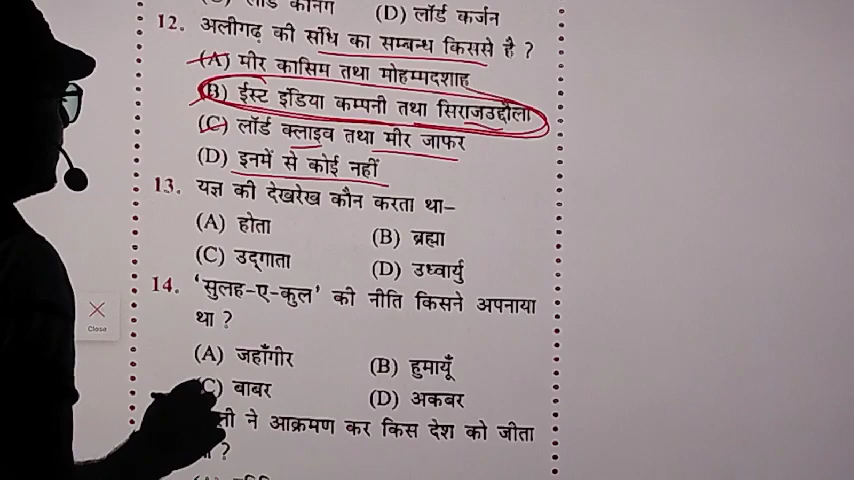 (D) लॉर्ड कर्जन
12. अलीगढ़ की संधि का सम्बन्ध किससे है ?
(A) मीर कासिम तथा मोहम्मदशाह
(B) ईस्ट इंडिया कम्पनी तथा सिराजउद्दौला
(C) लॉर्ड क्लाइव तथा मीर जाफर
(D) इनमें से कोई नहीं
13. यज्ञ की देखरेख कौन करता था–
(A) होता (B) ब्रह्मा
(C) उद्गाता (D) उध्वार्यु
14. 'सुलह-ए-कुल' की नीति किसने अपनाया
था ?
(A) जहाँगीर (B) हुमायूँ
(C) बाबर (D) अकबर
ने आक्रमण कर किस देश को जीता
?
Close